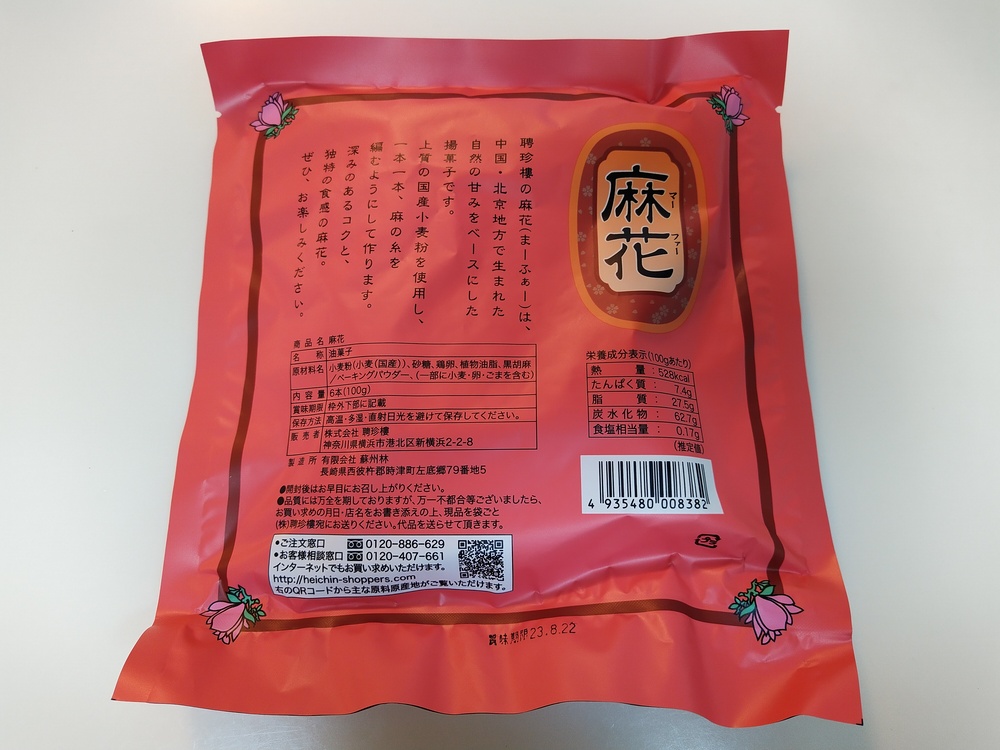 麻花
マー
ファー
聘珍樓の麻花(まーふぁー)は、
中国・北京地方で生まれた
自然の甘みをベースにした
揚菓子です。
上質の国産小麦粉を使用し、
一本一本、麻の糸を
編むようにして作ります。
深みのあるコクと、
独特の食感の麻花。
ぜひ、お楽しみください。
商品名 麻花
名 称 油菓子
原材料名 小麦粉(小麦(国産))、砂糖、鶏卵、植物油脂、黒胡麻
/ベーキングパウダー、(一部に小麦・卵・ごまを含む)
内容量 6本(100g)
賞味期限 枠外下部に記載
保存方法 高温・多湿・直射日光を避けて保存してください。
販売者 株式会社 聘珍樓
神奈川県横浜市港北区新横浜2-2-8
製造所 有限会社 蘇州林
長崎県西彼杵郡時津町左底郷79番地5
●開封後はお早目にお召し上がりください。
●品質には万全を期しておりますが、万一不都合等ございましたら、
お買い求めの月日・店名をお書き添えの上、現品を袋ごと
(株)聘珍樓宛にお送りください。代品を送らせて頂きます。
●ご注文窓口 0120-886-629
●お客様相談窓口 0120-407-661
インターネットでもお買い求めいただけます。
http://heichin-shoppers.com
右のQRコードから主な原料原産地がご覧いただけます。
栄養成分表示(100gあたり)
熱 量:528kcal
たんぱく質:7.4g
脂 質:27.5g
炭水化物:62.7g
食塩相当量:0.17g
(推定値)
4 935480 008382
プラ
賞味期限23.8.22